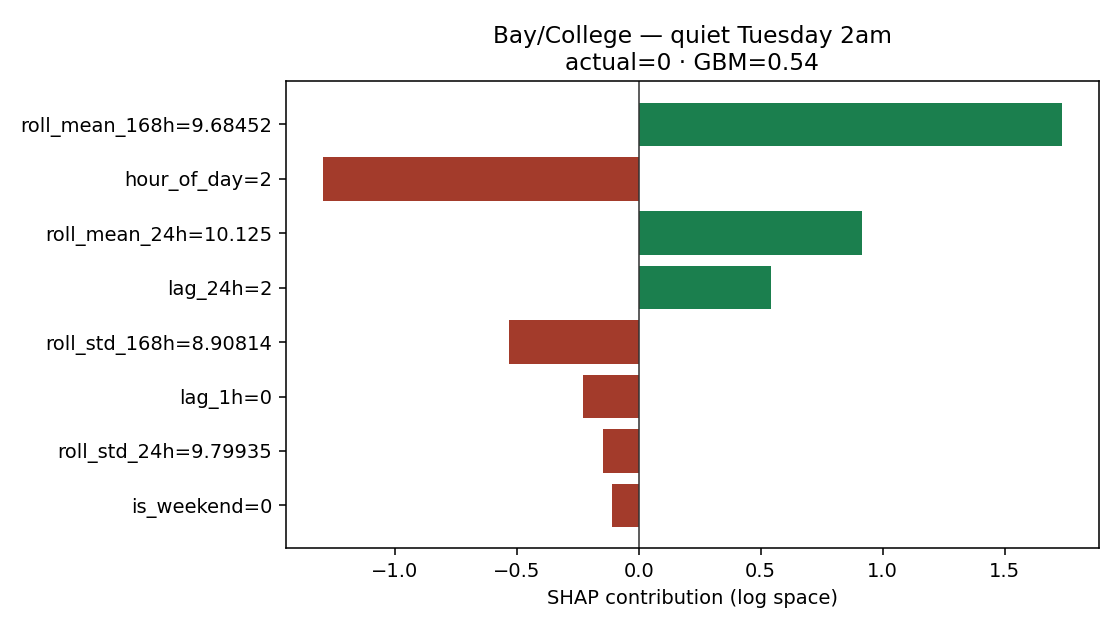 Bay/College — quiet Tuesday 2am
actual=0 · GBM=0.54
roll_mean_168h=9.68452
hour_of_day=2
roll_mean_24h=10.125
lag_24h=2
roll_std_168h=8.90814
lag_1h=0
roll_std_24h=9.79935
is_weekend=0
−1.0 −0.5 0.0 0.5 1.0 1.5
SHAP contribution (log space)